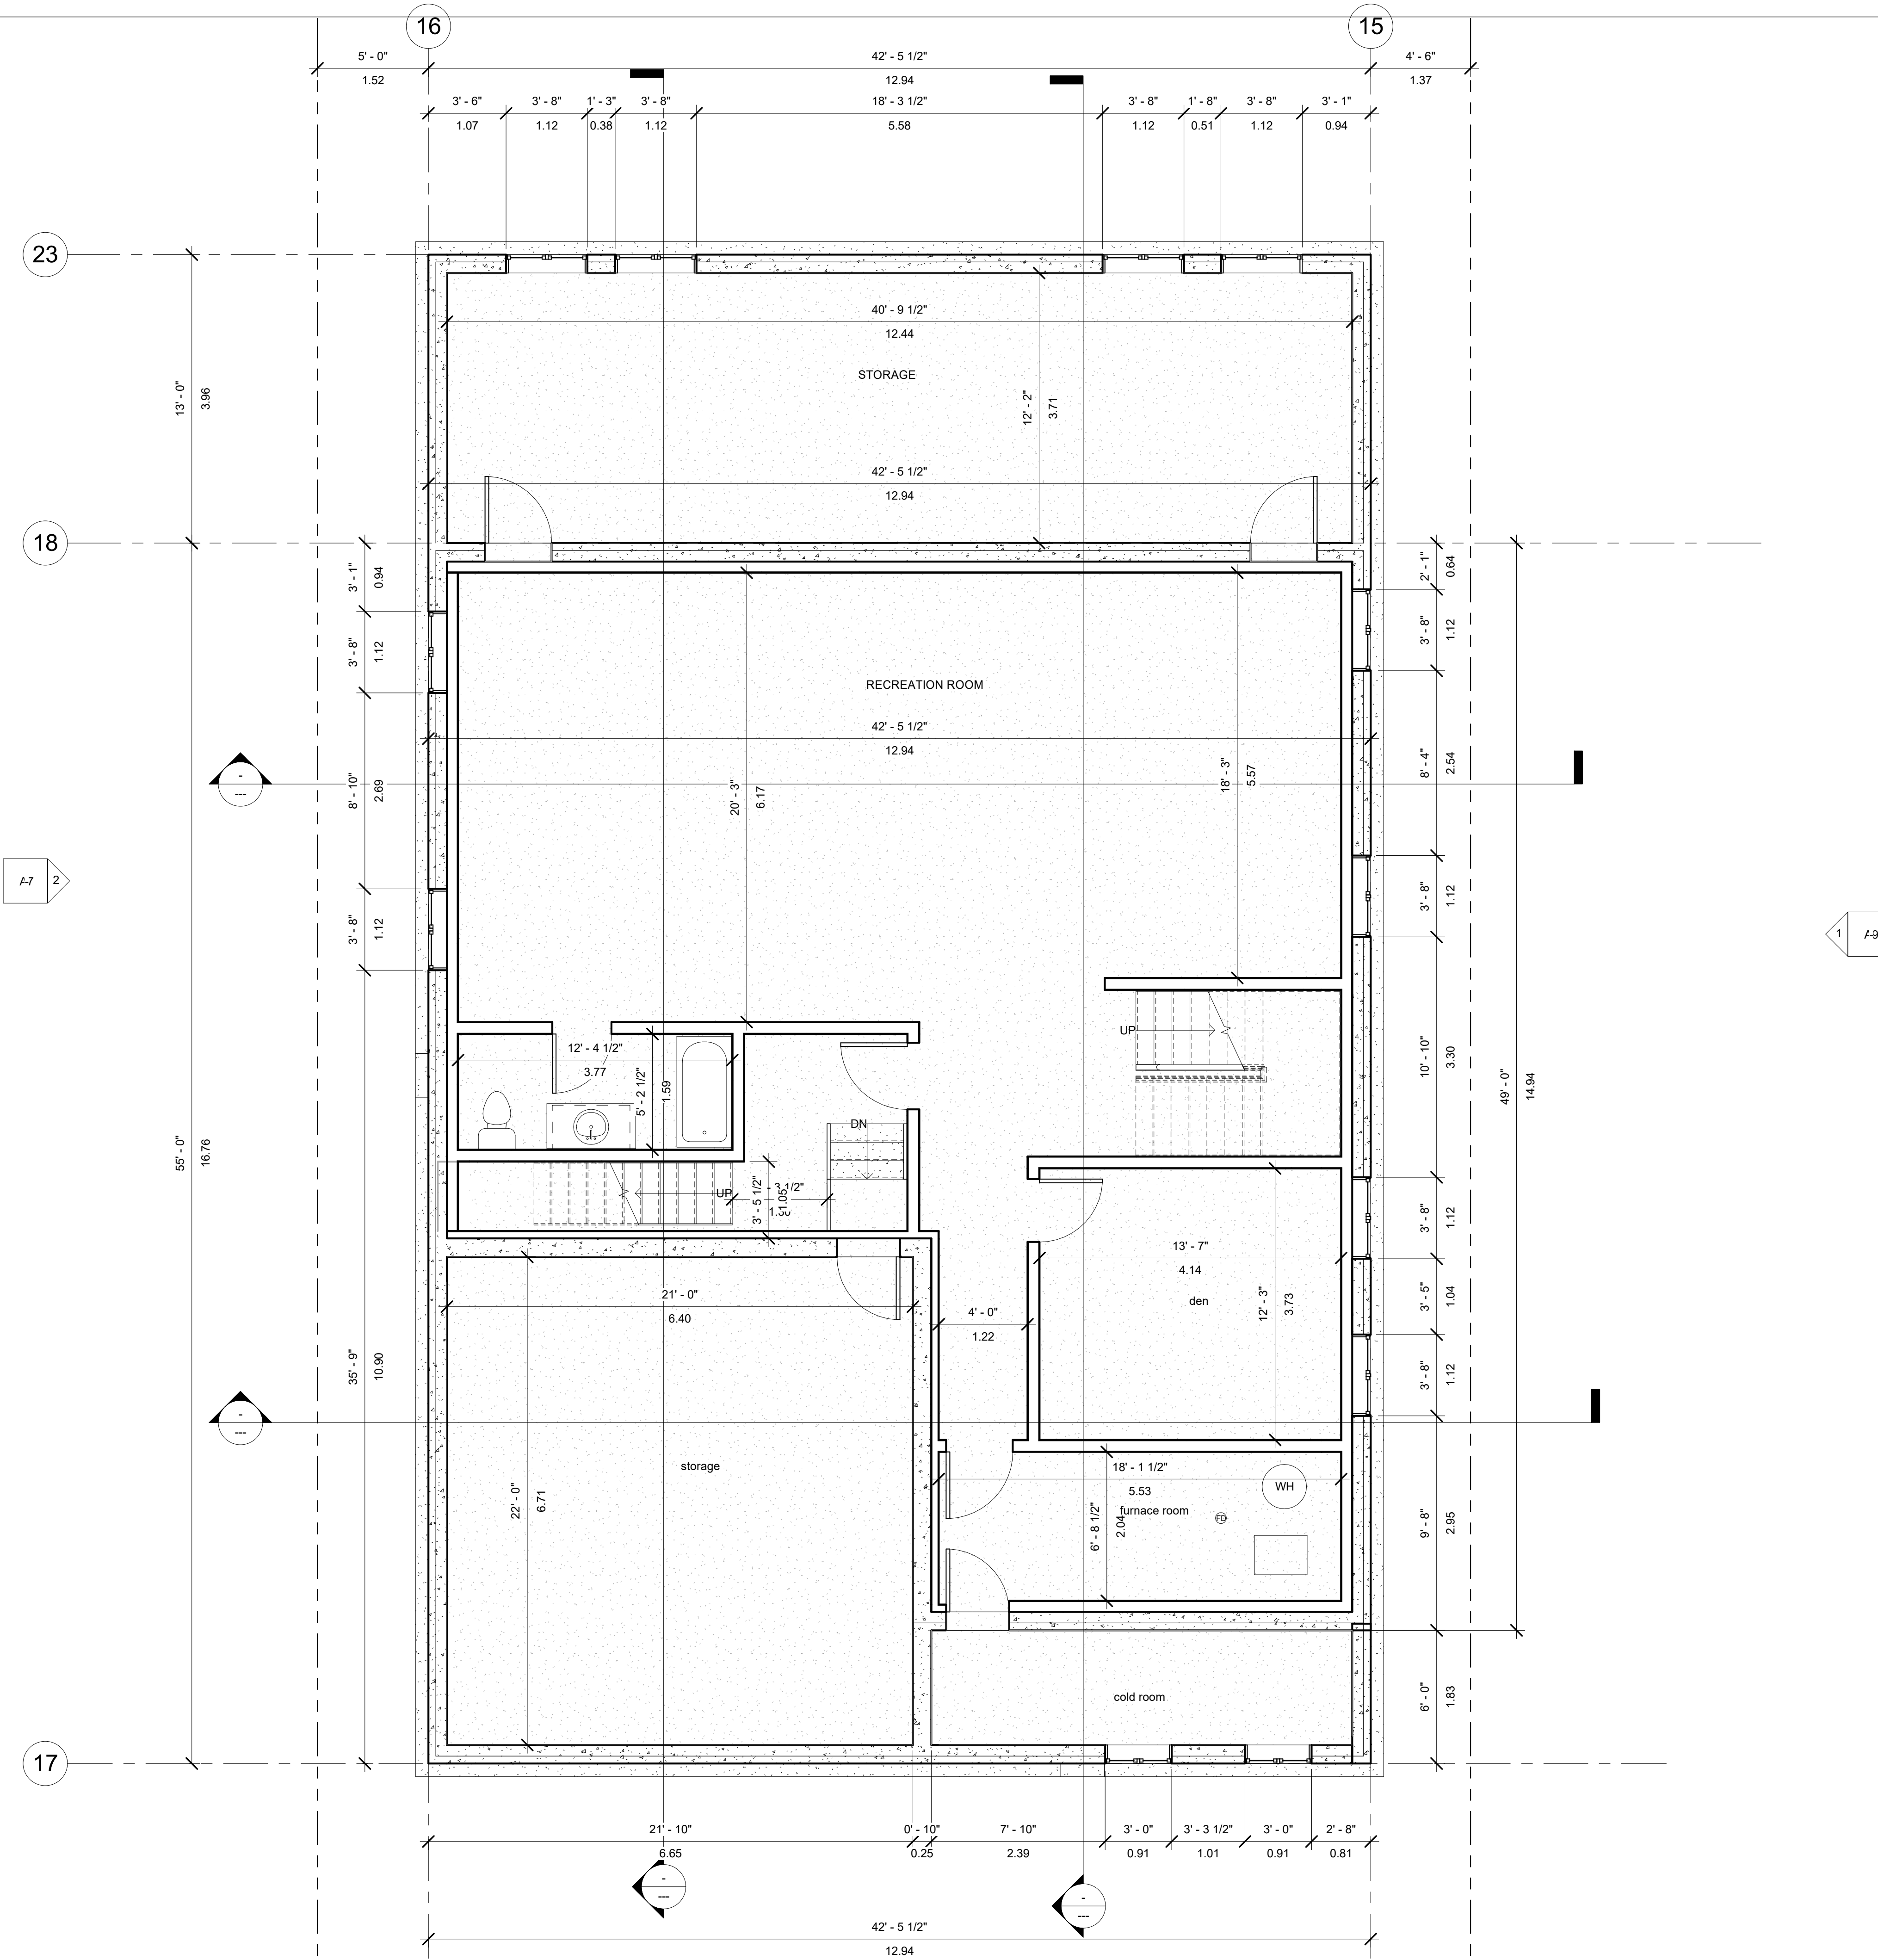 16
15
5' - 0"
42' - 5 1/2"
4' - 6"
1.52
12.94
1.37
3' - 6"
3' - 8"
1' - 3"
3' - 8"
18' - 3 1/2"
3' - 8"
1' - 8"
3' - 8"
3' - 1"
1.07
1.12
0.38
1.12
5.58
1.12
0.51
1.12
0.94
23
40' - 9 1/2"
12.44
STORAGE
13' - 0"
3.96
12' - 2"
3.71
42' - 5 1/2"
12.94
18
3' - 1"
0.94
2' - 1"
0.64
3' - 8"
1.12
3' - 8"
1.12
RECREATION ROOM
42' - 5 1/2"
12.94
8' - 10"
2.69
20' - 3"
6.17
18' - 3"
5.57
8' - 4"
2.54
-
---
A-7
2
3' - 8"
1.12
3' - 8"
1.12
1
A-9
UP
12' - 4 1/2"
3.77
5' - 2 1/2"
1.59
10' - 10"
3.30
49' - 0"
14.94
DN
55' - 0"
16.76
UP
3' - 5 1/2"
1.05
3' - 8"
1.12
13' - 7"
4.14
den
12' - 3"
3.73
3' - 5"
1.04
21' - 0"
6.40
4' - 0"
1.22
35' - 9"
10.90
3' - 8"
1.12
-
---
storage
22' - 0"
6.71
18' - 1 1/2"
5.53
WH
furnace room
FD
6' - 8 1/2"
2.04
9' - 8"
2.95
cold room
6' - 0"
1.83
17
21' - 10"
0' - 10"
7' - 10"
3' - 0"
3' - 3 1/2"
3' - 0"
2' - 8"
6.65
0.25
2.39
0.91
1.01
0.91
0.81
-
---
-
---
42' - 5 1/2"
12.94